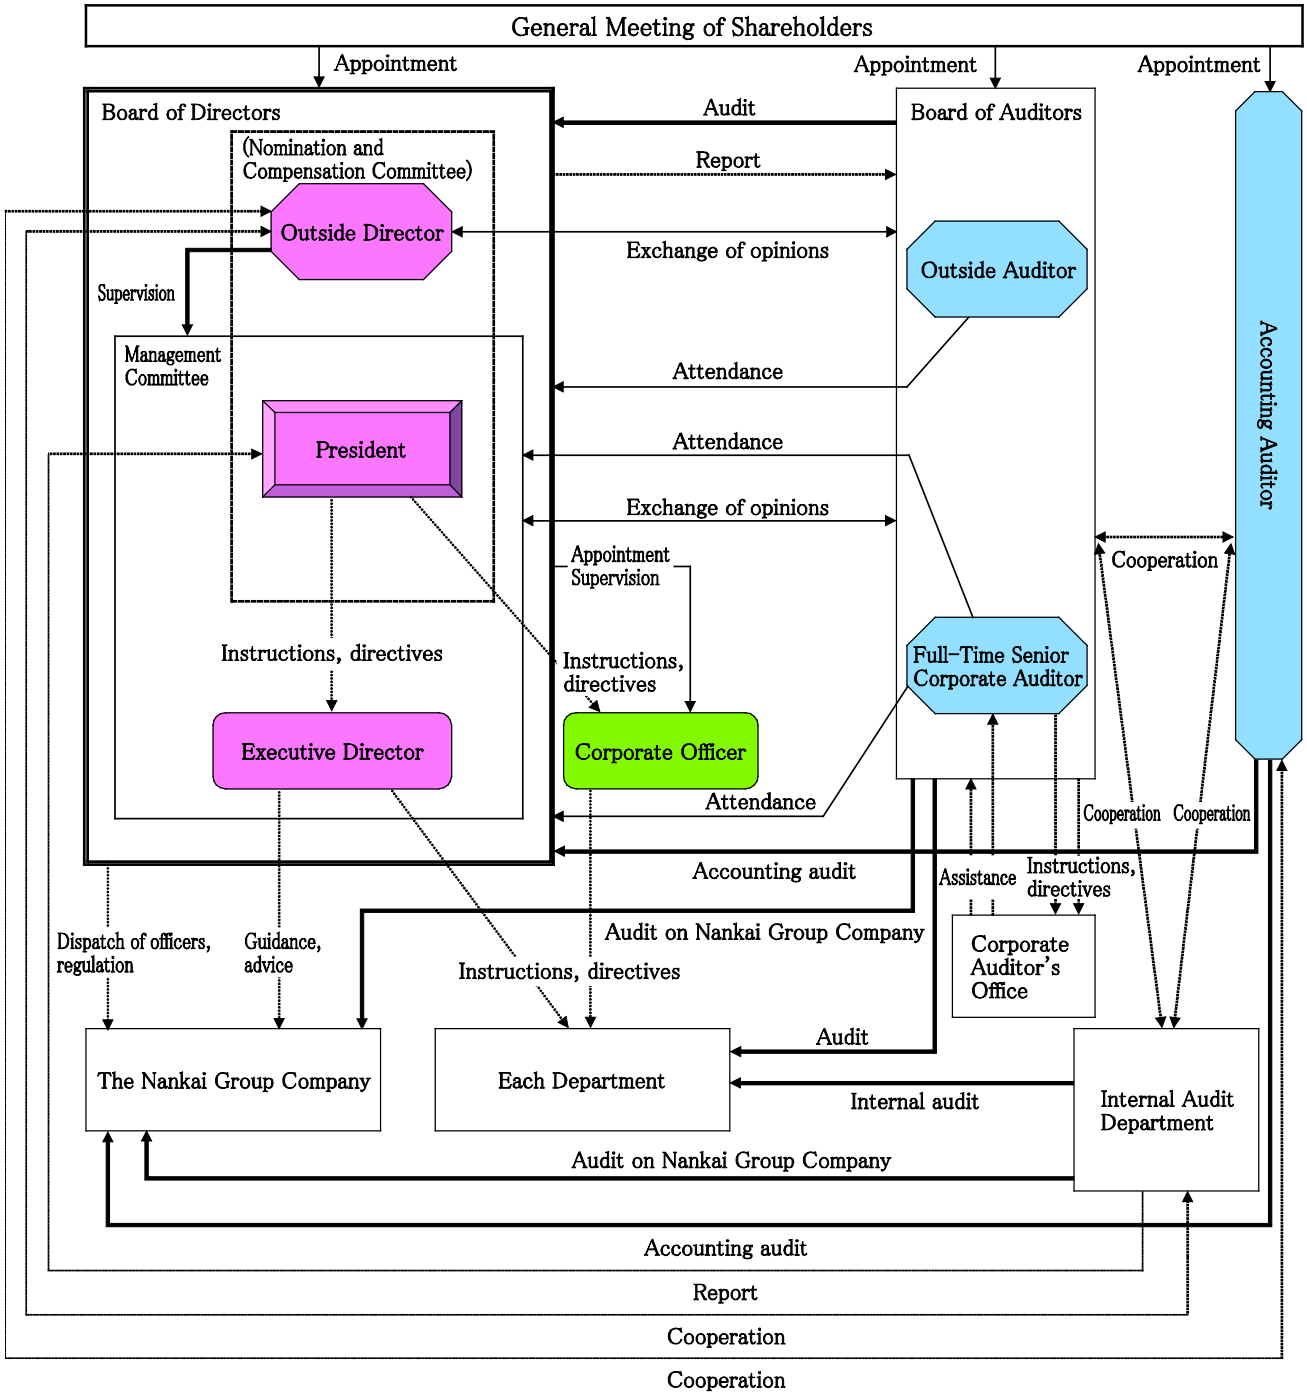 General Meeting of Shareholders
Appointment
Appointment
Appointment
Board of Directors
Audit
Board of Auditors
(Nomination and
Compensation Committee)
Report
Outside Director
Exchange of opinions
Outside Auditor
Supervision
Management
Committee
Attendance
Accounting Auditor
President
Attendance
Exchange of opinions
Appointment
Supervision
Cooperation
Instructions, directives
Instructions,
directives
Full-Time Senior
Corporate Auditor
Executive Director
Corporate Officer
Attendance
Cooperation
Cooperation
Accounting audit
Assistance
Instructions,
directives
Audit on Nankai Group Company
Dispatch of officers,
regulation
Guidance,
advice
Instructions, directives
Corporate
Auditor's
Office
Audit
The Nankai Group Company
Each Department
Internal audit
Internal Audit
Department
Audit on Nankai Group Company
Accounting audit
Report
Cooperation
Cooperation